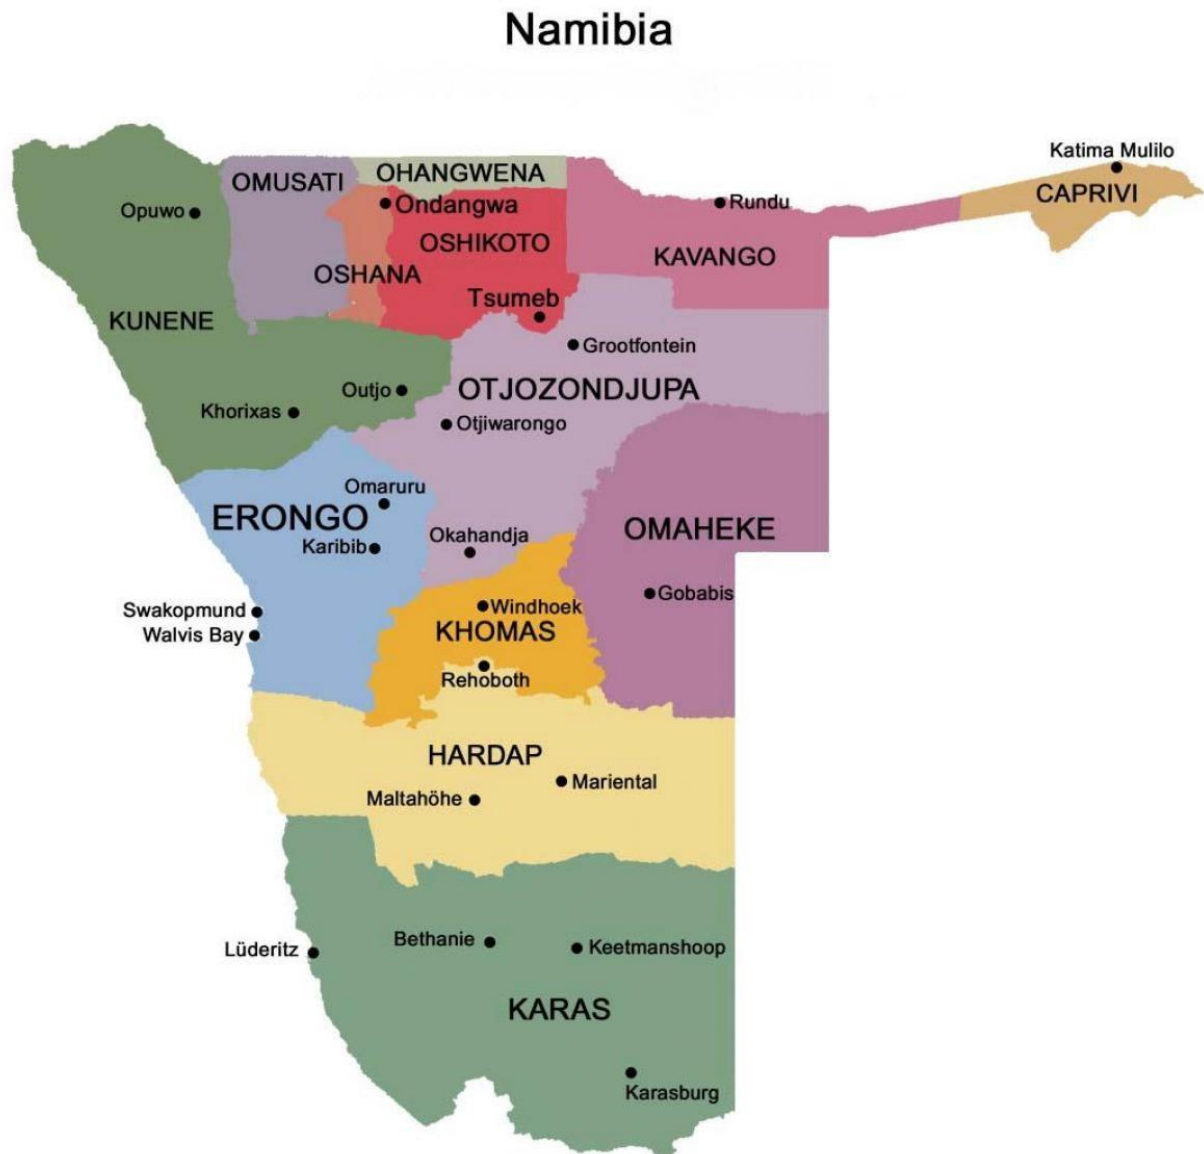 Namibia
Katima Mulilo
OHANGWENA
OMUSATI
CAPRIVI
Opuwo
Ondangwa
Rundu
OSHIKOTO
KAVANGO
OSHANA
Tsumeb
KUNENE
Grootfontein
Outjo
OTJOZONDJUPA
Khorixas
Otjiwarongo
Omaruru
ERONGO
OMAHEKE
Karibib
Okahandja
Gobabis
Swakopmund
Windhoek
Walvis Bay
KHOMAS
Rehoboth
HARDAP
Mariental
Maltahöhe
Bethanie
Keetmanshoop
Lüderitz
KARAS
Karasburg